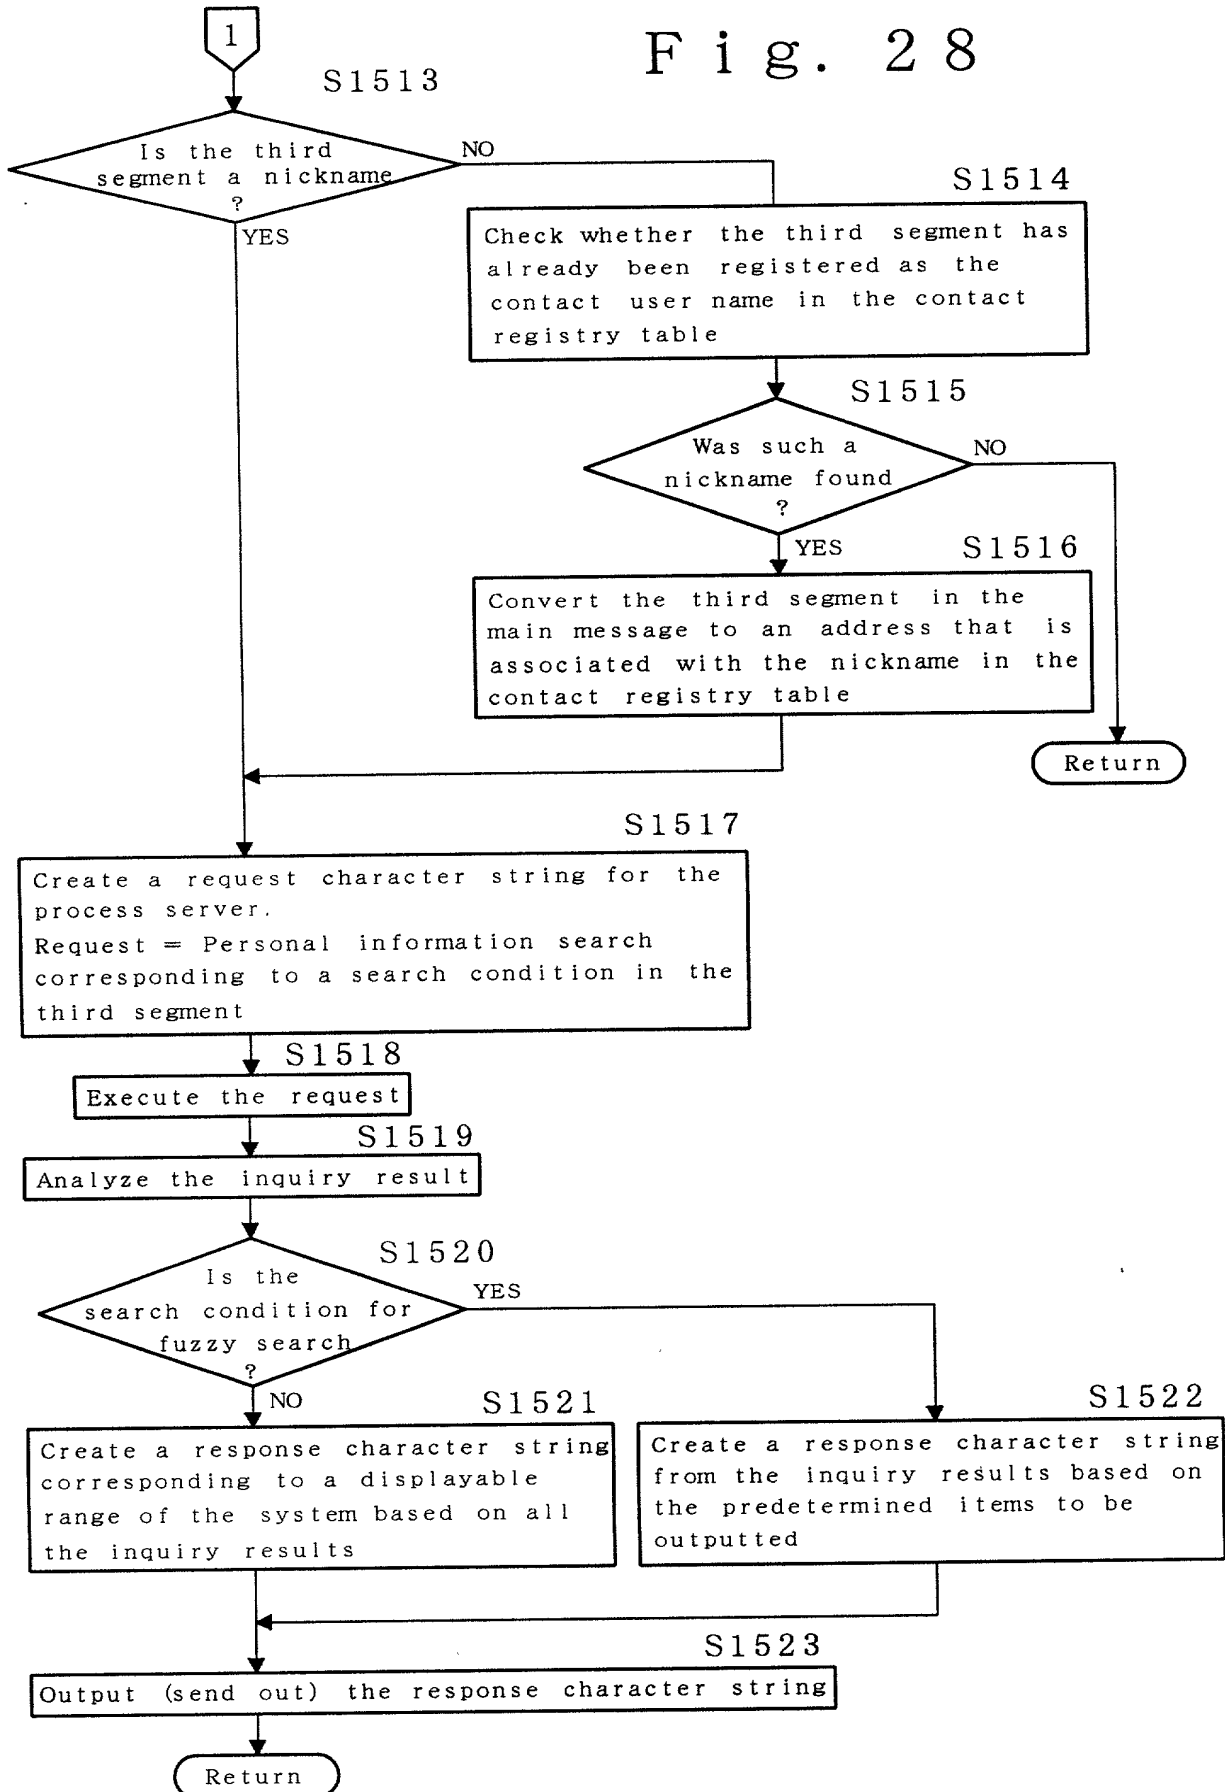 Fig. 28
1
S1513
Is the third
segment a nickname
?
NO
YES
S1514
Check whether the third segment has
already been registered as the
contact user name in the contact
registry table
S1515
Was such a
nickname found
?
NO
YES
S1516
Convert the third segment in the
main message to an address that is
associated with the nickname in the
contact registry table
Return
S1517
Create a request character string for the
process server.
Request = Personal information search
corresponding to a search condition in the
third segment
S1518
Execute the request
S1519
Analyze the inquiry result
S1520
Is the
search condition for
fuzzy search
?
YES
NO
S1521
Create a response character string
corresponding to a displayable
range of the system based on all
the inquiry results
S1522
Create a response character string
from the inquiry results based on
the predetermined items to be
outputted
S1523
Output (send out) the response character string
Return